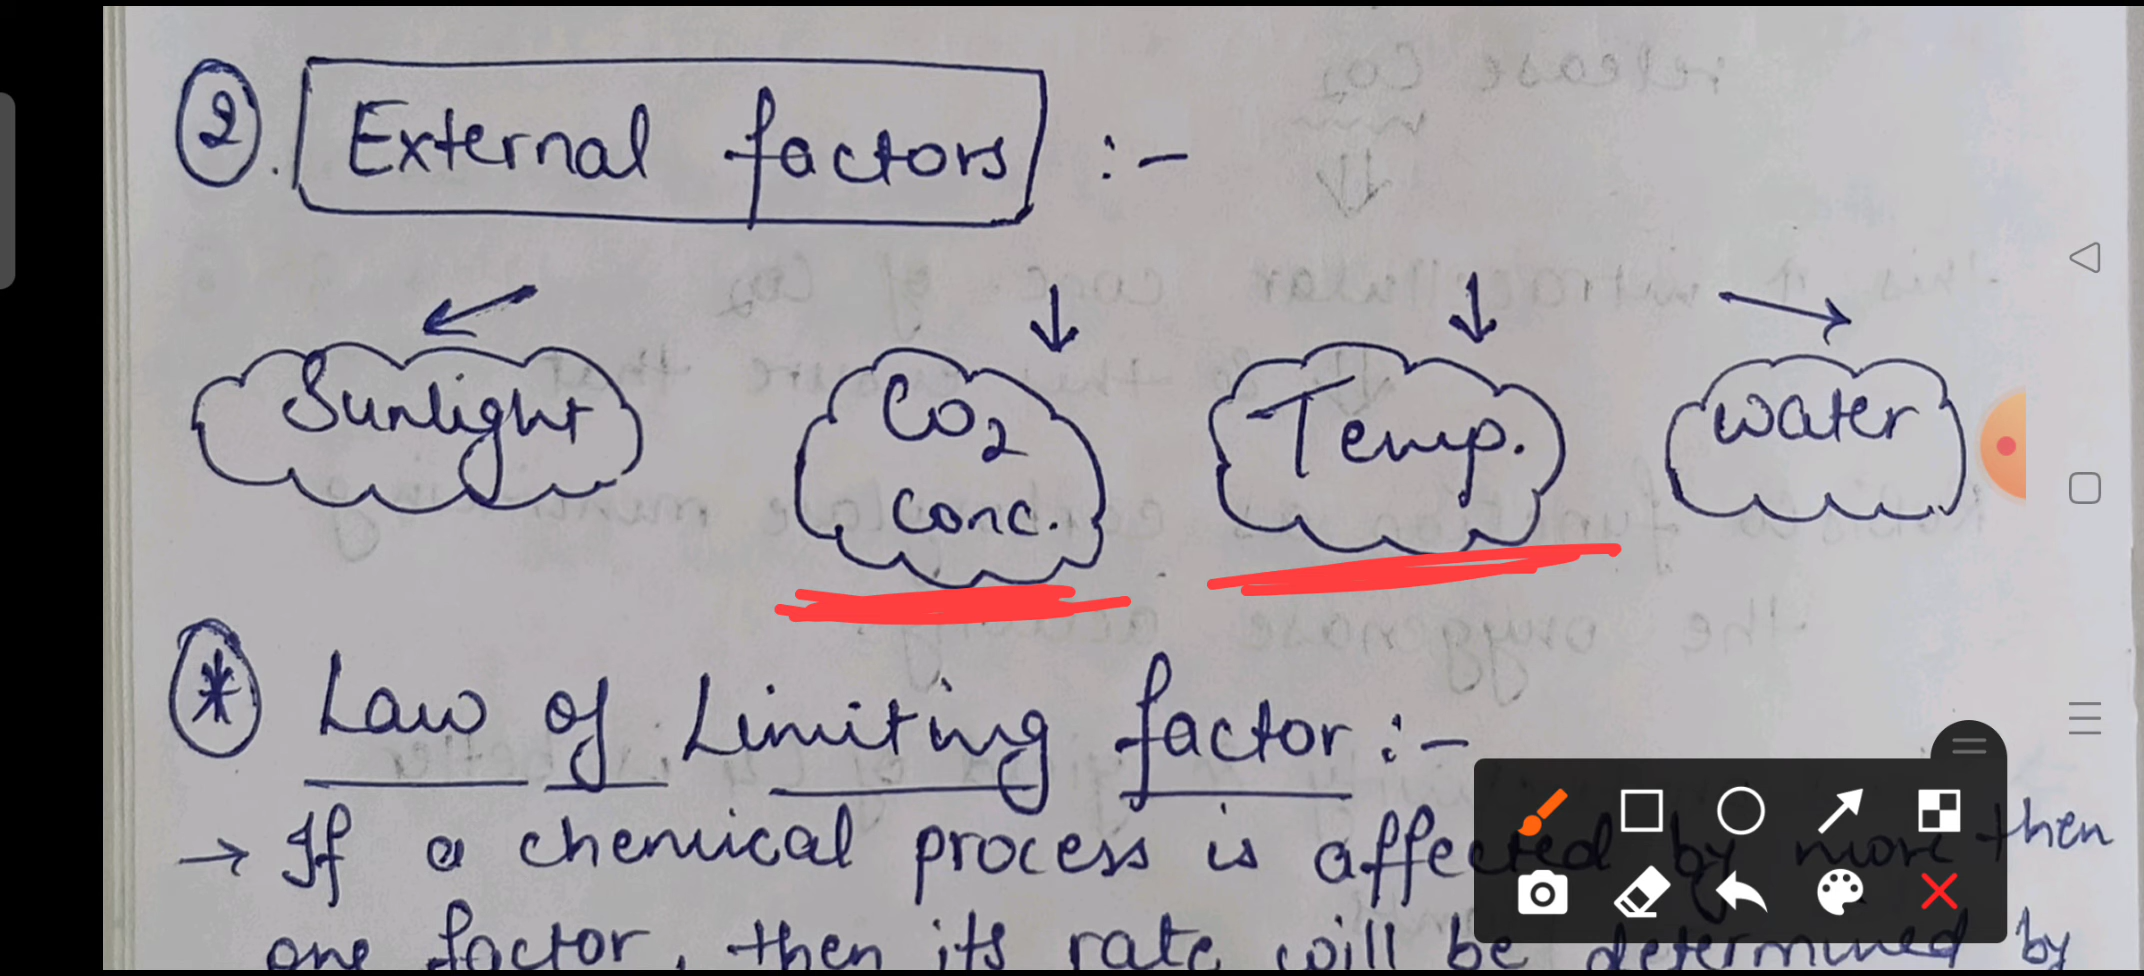 2. External factors :-
Sunlight Co2 conc. Temp. water
* Law of Limiting factor :-
→ If a chemical process is affected by more then
one factor, then its rate will be determined by